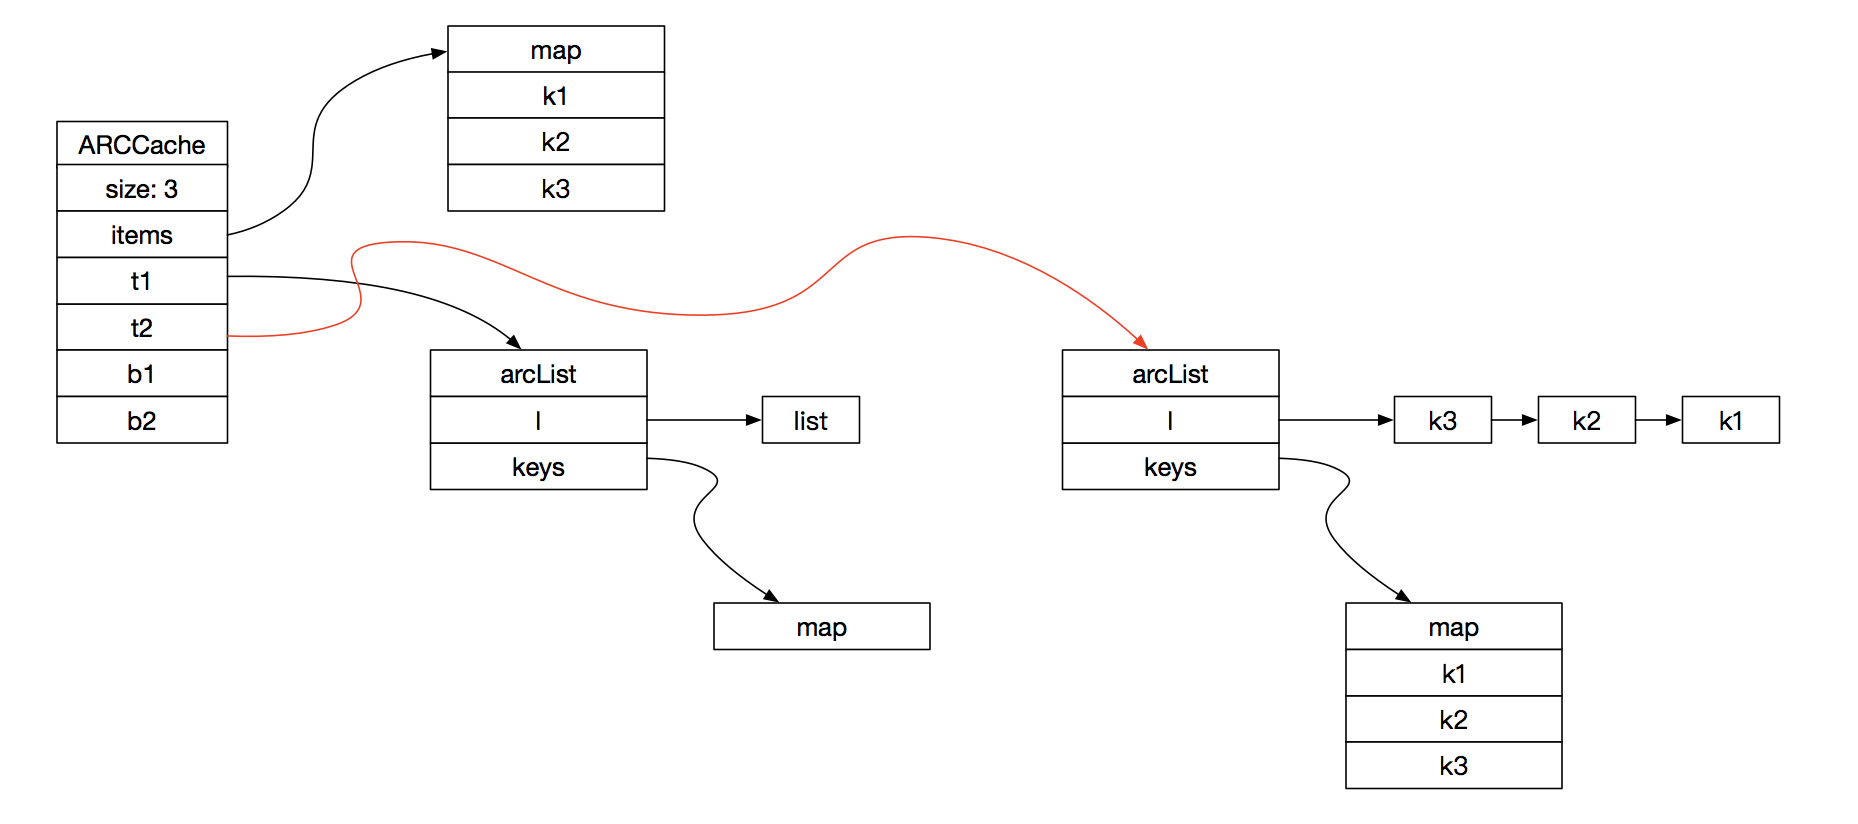 map
k1
k2
k3
ARCCache
size: 3
items
t1
t2
b1
b2
arcList
l
keys
list
map
arcList
l
keys
k3
k2
k1
map
k1
k2
k3